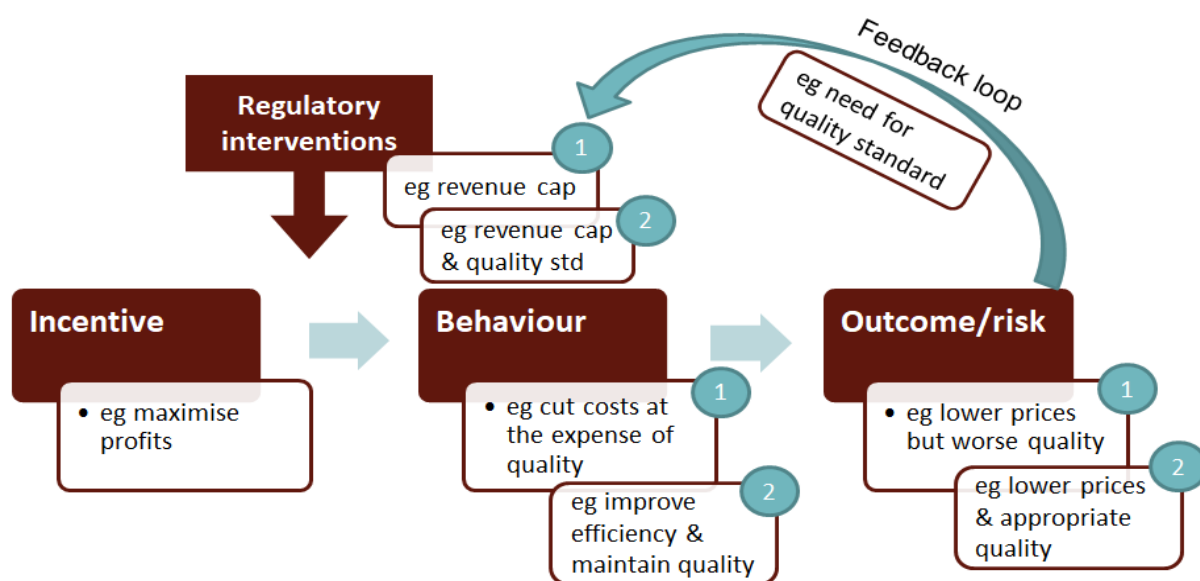 Feedback loop
eg need for
quality standard
Regulatory
interventions
1
eg revenue cap
2
eg revenue cap
& quality std
Incentive
• eg maximise
profits
Behaviour
1
• eg cut costs at
the expense of
quality
2
eg improve
efficiency &
maintain quality
Outcome/risk
1
• eg lower prices
but worse quality
2
eg lower prices
& appropriate
quality